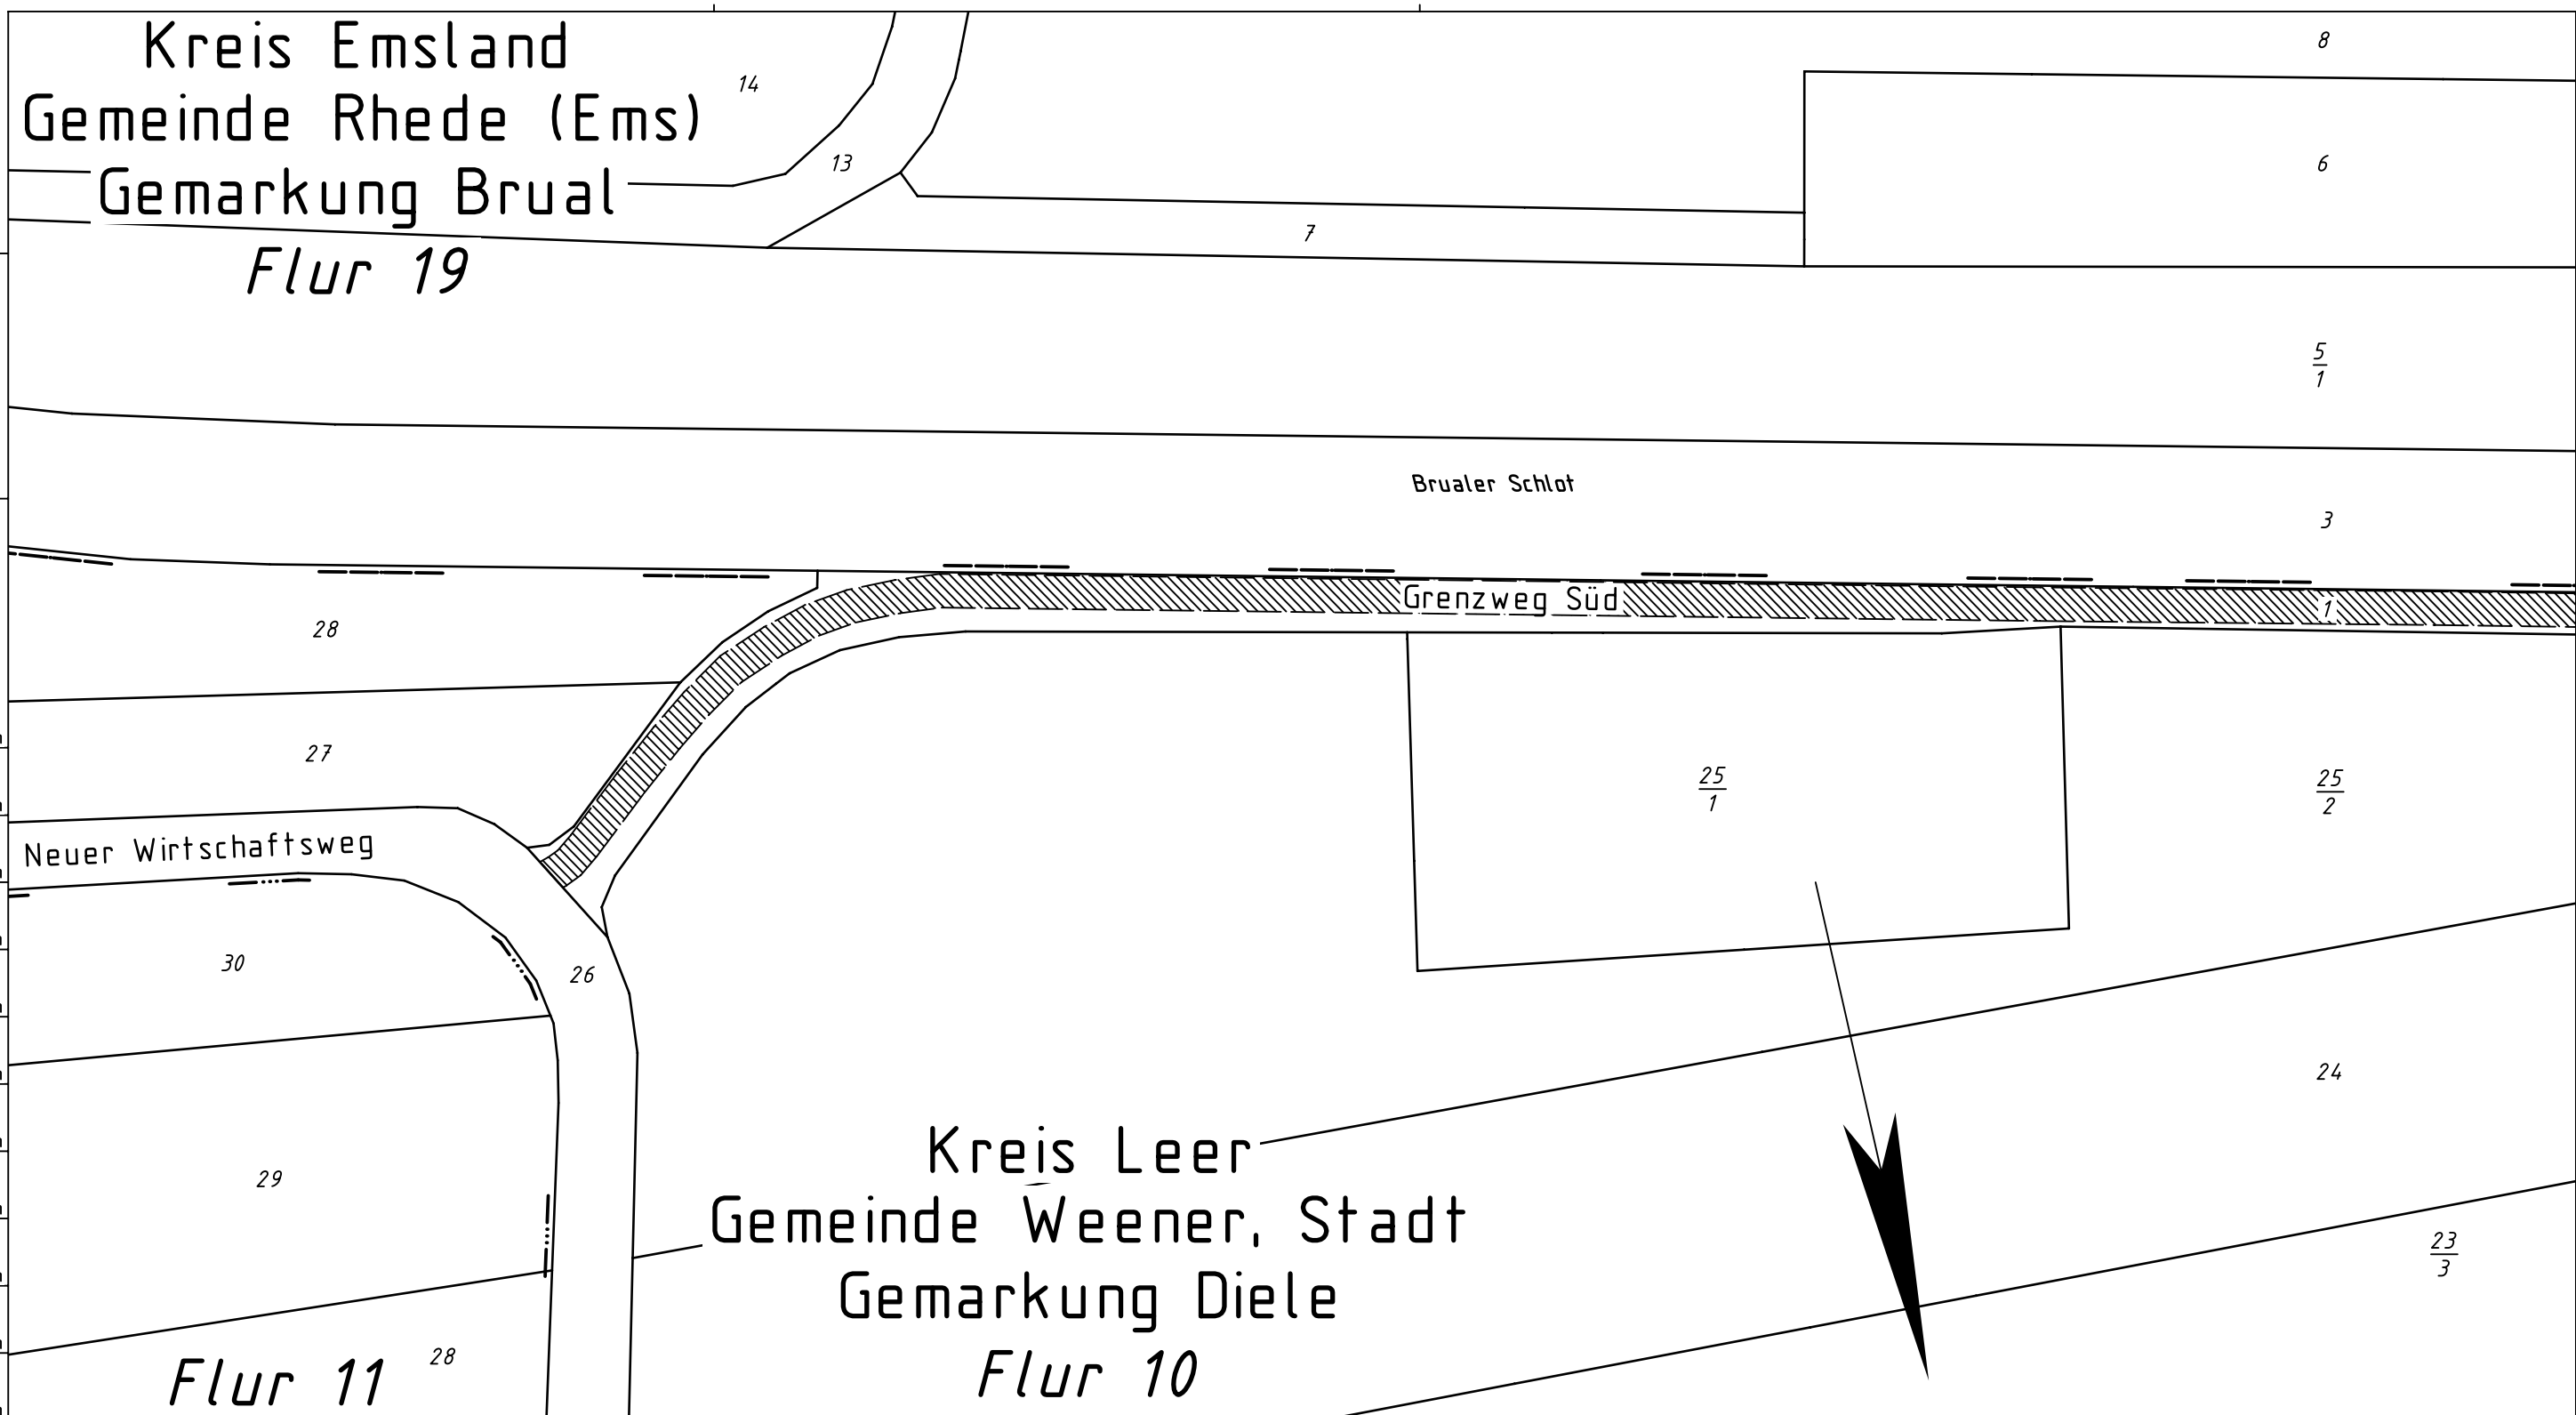 Kreis Emsland
Gemeinde Rhede (Ems)
Gemarkung Brual
Flur 19
14
13
8
6
7
5
1
Brualer Schlot
3
Grenzweg Süd
1
28
27
25
1
25
2
Neuer Wirtschaftsweg
30
26
24
29
Kreis Leer
Gemeinde Weener, Stadt
Gemarkung Diele
Flur 10
23
3
Flur 11
28